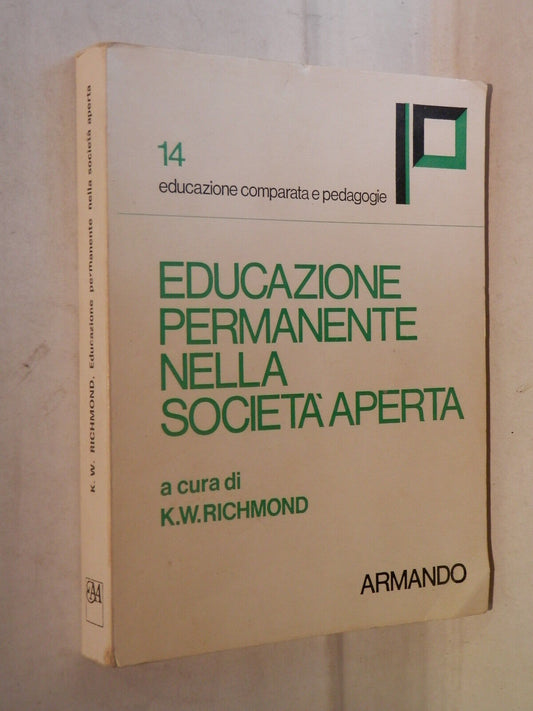 14
educazione comparata e pedagogie
EDUCAZIONE
PERMANENTE
NELLA
SOCIETÀ APERTA
a cura di
K.W. RICHMOND
ARMANDO
K. W. RICHMOND. Educazione permanente nella società aperta